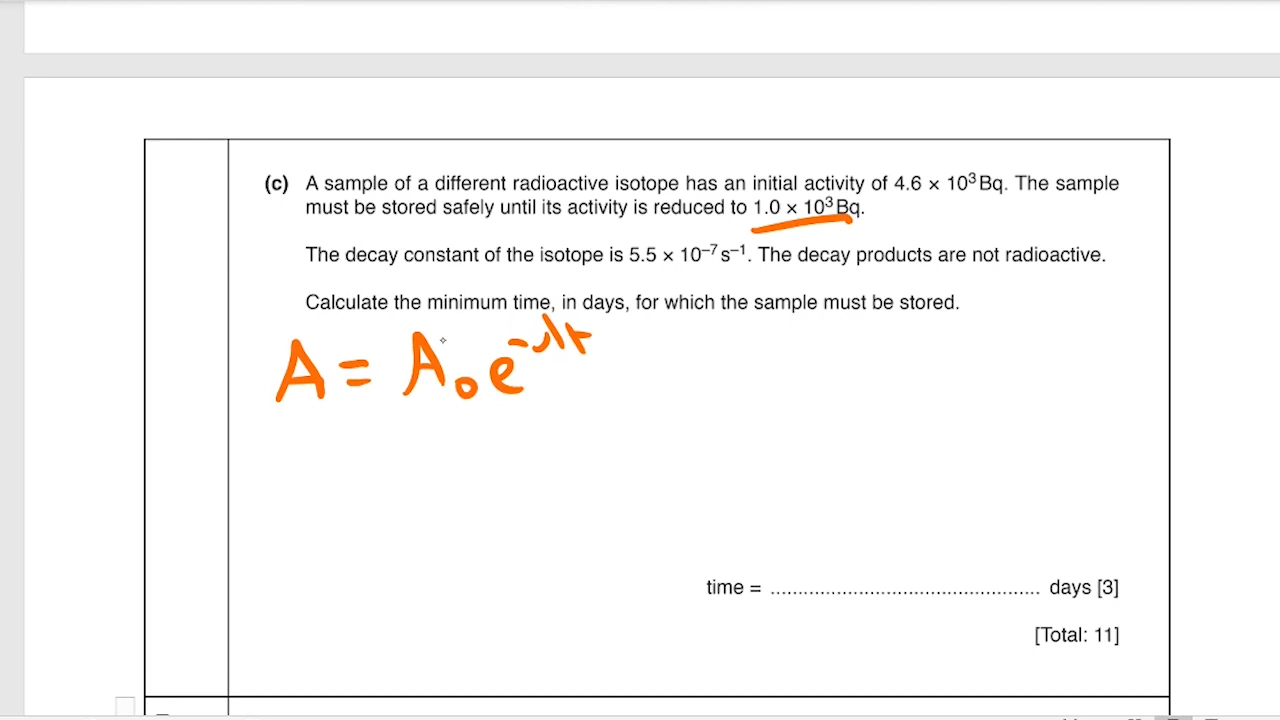 (c) A sample of a different radioactive isotope has an initial activity of 4.6 × 10³ Bq. The sample
must be stored safely until its activity is reduced to 1.0 × 10³ Bq.
The decay constant of the isotope is 5.5 × 10⁻⁷ s⁻¹. The decay products are not radioactive.
Calculate the minimum time, in days, for which the sample must be stored.
A = A₀ e^-λt
time = .................................................. days [3]
[Total: 11]